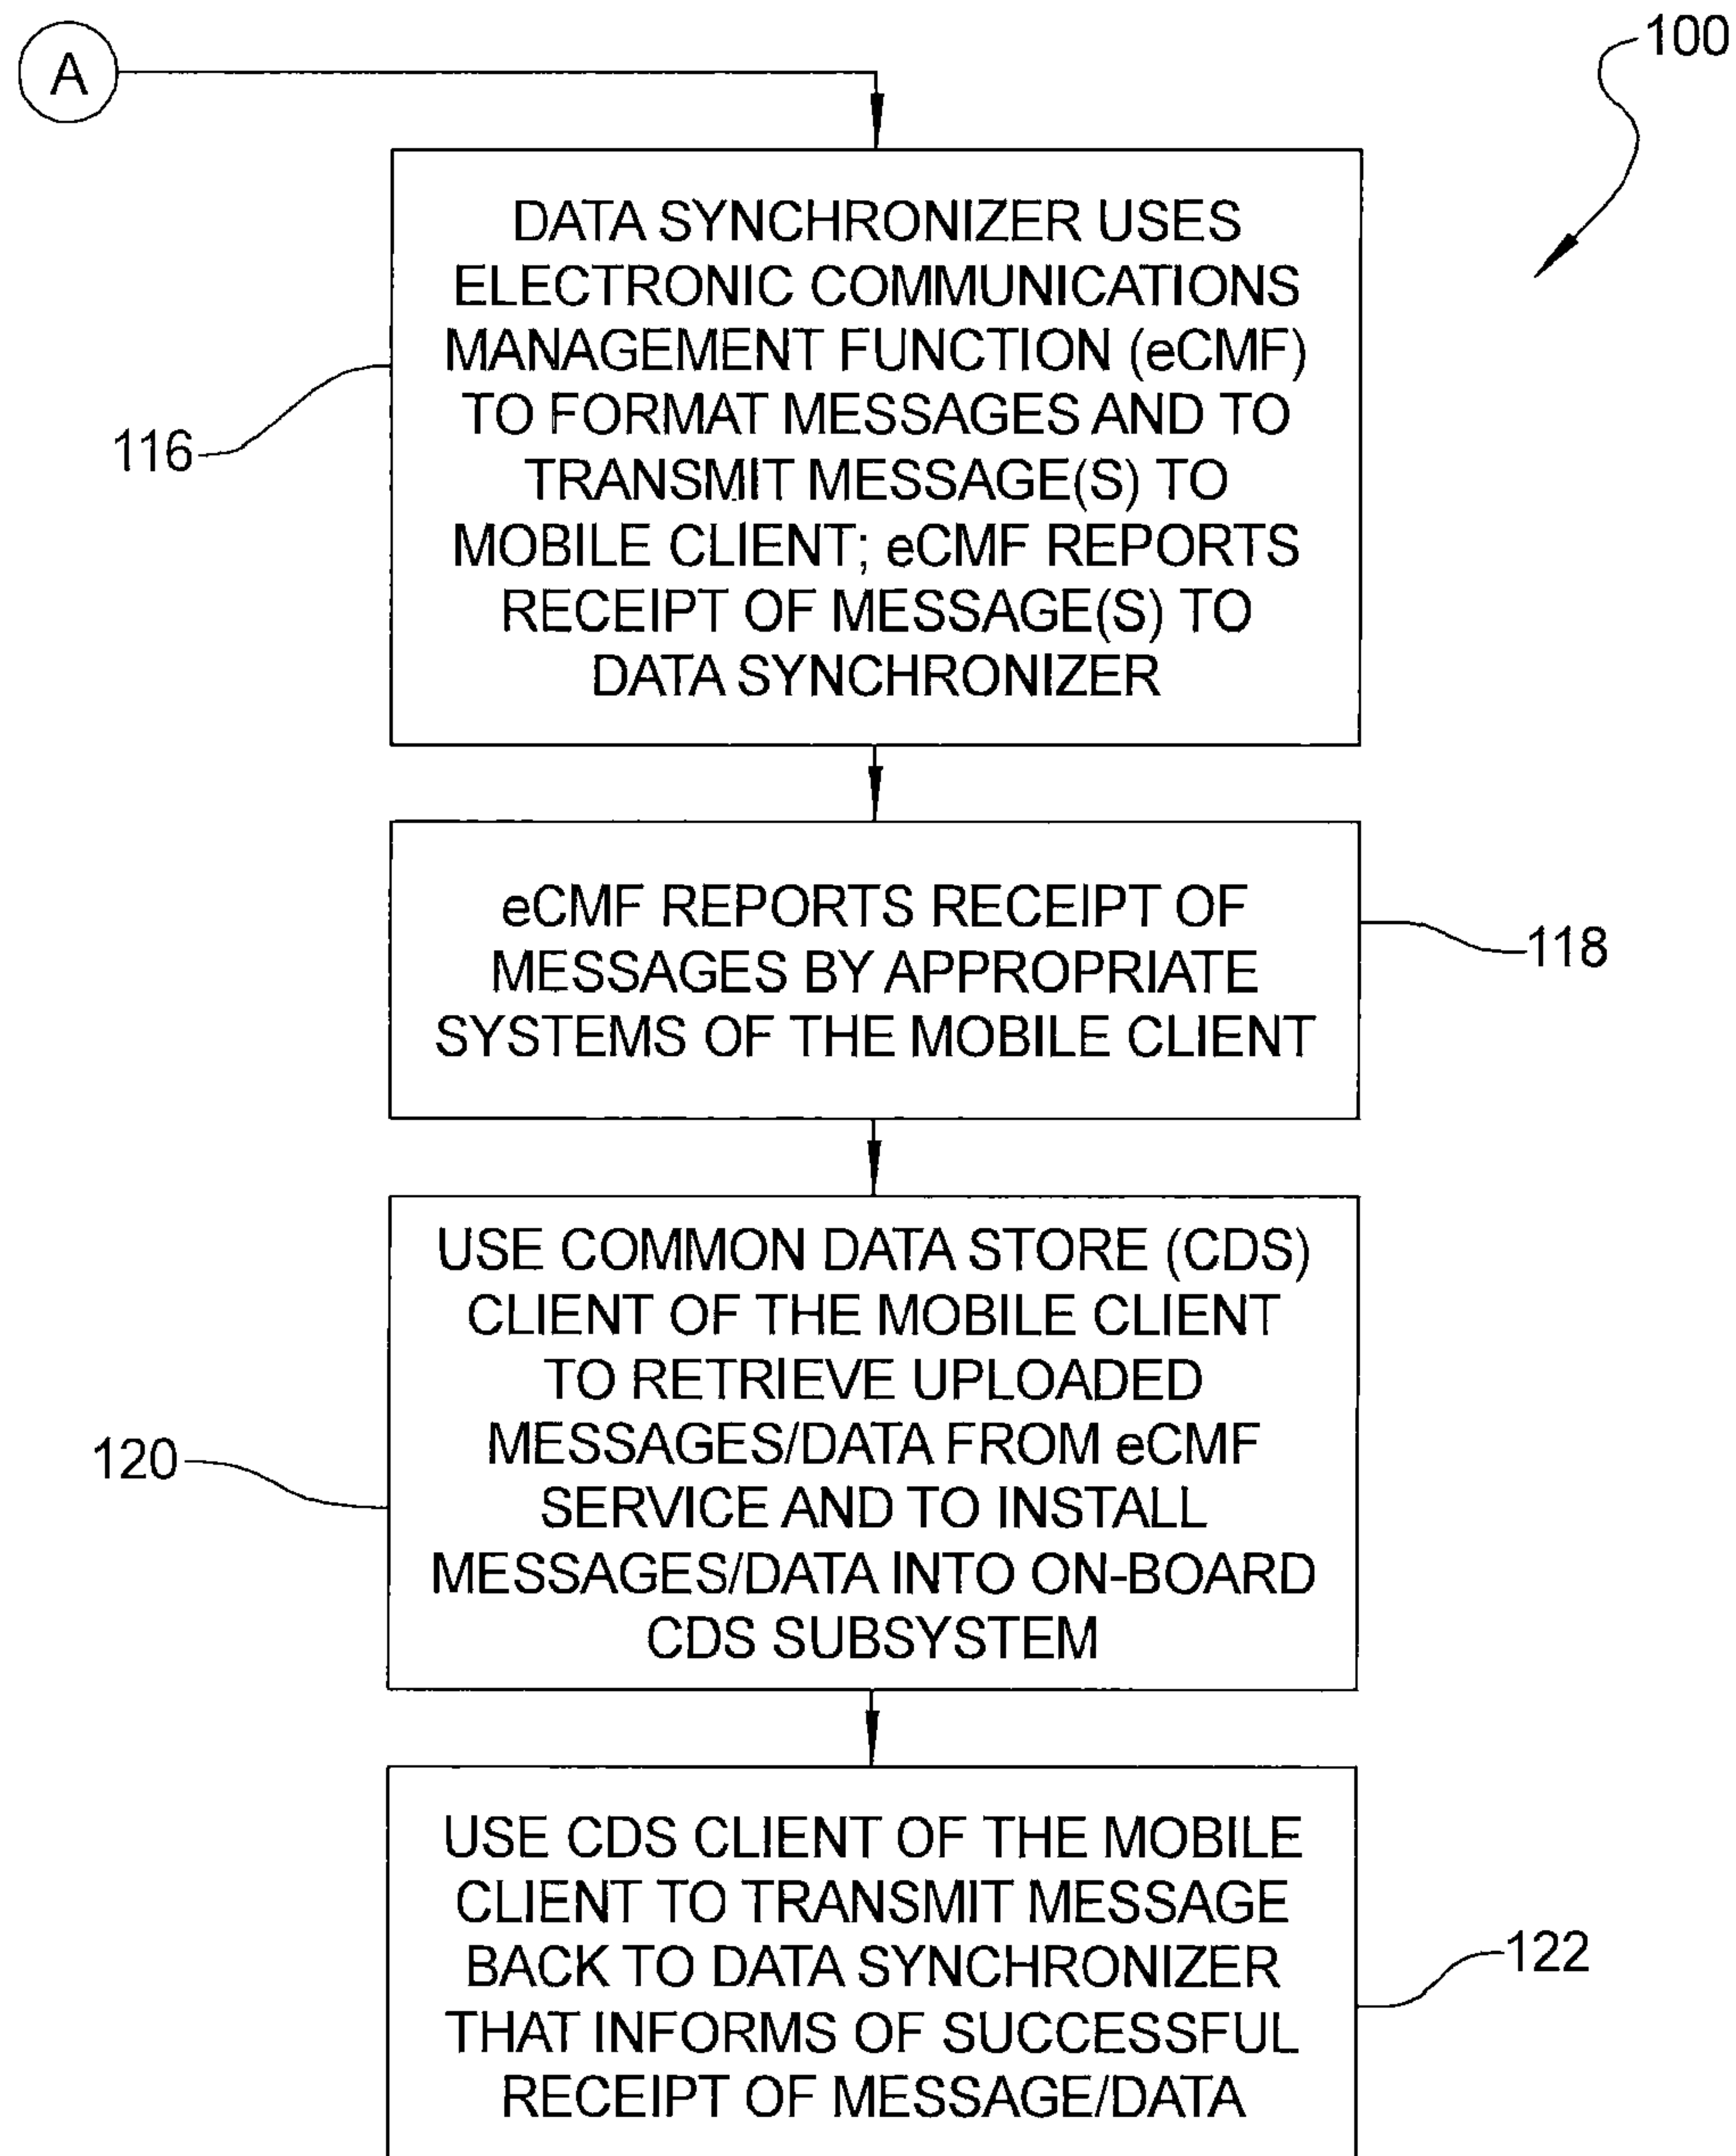 A
100
DATA SYNCHRONIZER USES
ELECTRONIC COMMUNICATIONS
MANAGEMENT FUNCTION (eCMF)
TO FORMAT MESSAGES AND TO
TRANSMIT MESSAGE(S) TO
MOBILE CLIENT; eCMF REPORTS
RECEIPT OF MESSAGE(S) TO
DATA SYNCHRONIZER
116
eCMF REPORTS RECEIPT OF
MESSAGES BY APPROPRIATE
SYSTEMS OF THE MOBILE CLIENT
118
USE COMMON DATA STORE (CDS)
CLIENT OF THE MOBILE CLIENT
TO RETRIEVE UPLOADED
MESSAGES/DATA FROM eCMF
SERVICE AND TO INSTALL
MESSAGES/DATA INTO ON-BOARD
CDS SUBSYSTEM
120
USE CDS CLIENT OF THE MOBILE
CLIENT TO TRANSMIT MESSAGE
BACK TO DATA SYNCHRONIZER
THAT INFORMS OF SUCCESSFUL
RECEIPT OF MESSAGE/DATA
122